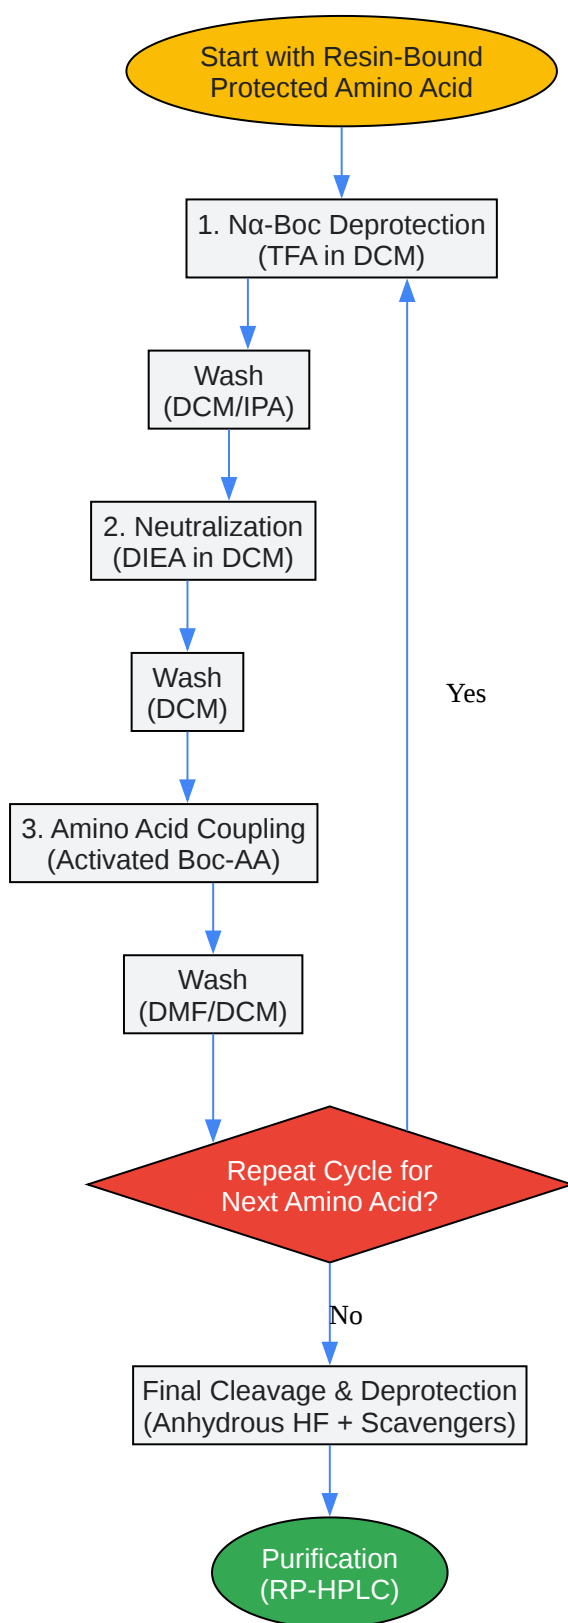 Start with Resin-Bound
Protected Amino Acid
1. Nα-Boc Deprotection
(TFA in DCM)
Wash
(DCM/IPA)
2. Neutralization
(DIEA in DCM)
Wash
(DCM)
Yes
3. Amino Acid Coupling
(Activated Boc-AA)
Wash
(DMF/DCM)
Repeat Cycle for
Next Amino Acid?
No
Final Cleavage & Deprotection
(Anhydrous HF + Scavengers)
Purification
(RP-HPLC)